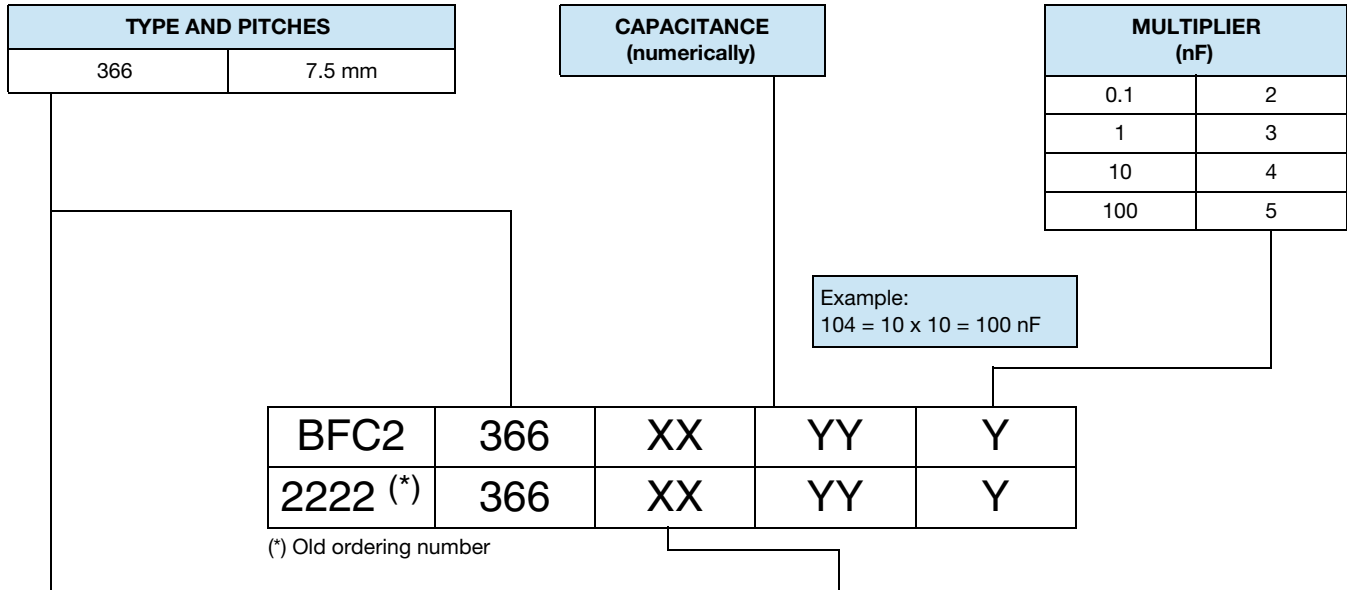 TYPE AND PITCHES
366 7.5 mm
CAPACITANCE
(numerically)
MULTIPLIER
(nF)
0.1 2
1 3
10 4
100 5
Example:
104 = 10 x 10 = 100 nF
BFC2 366 XX YY Y
2222 (*) 366 XX YY Y
(*) Old ordering number